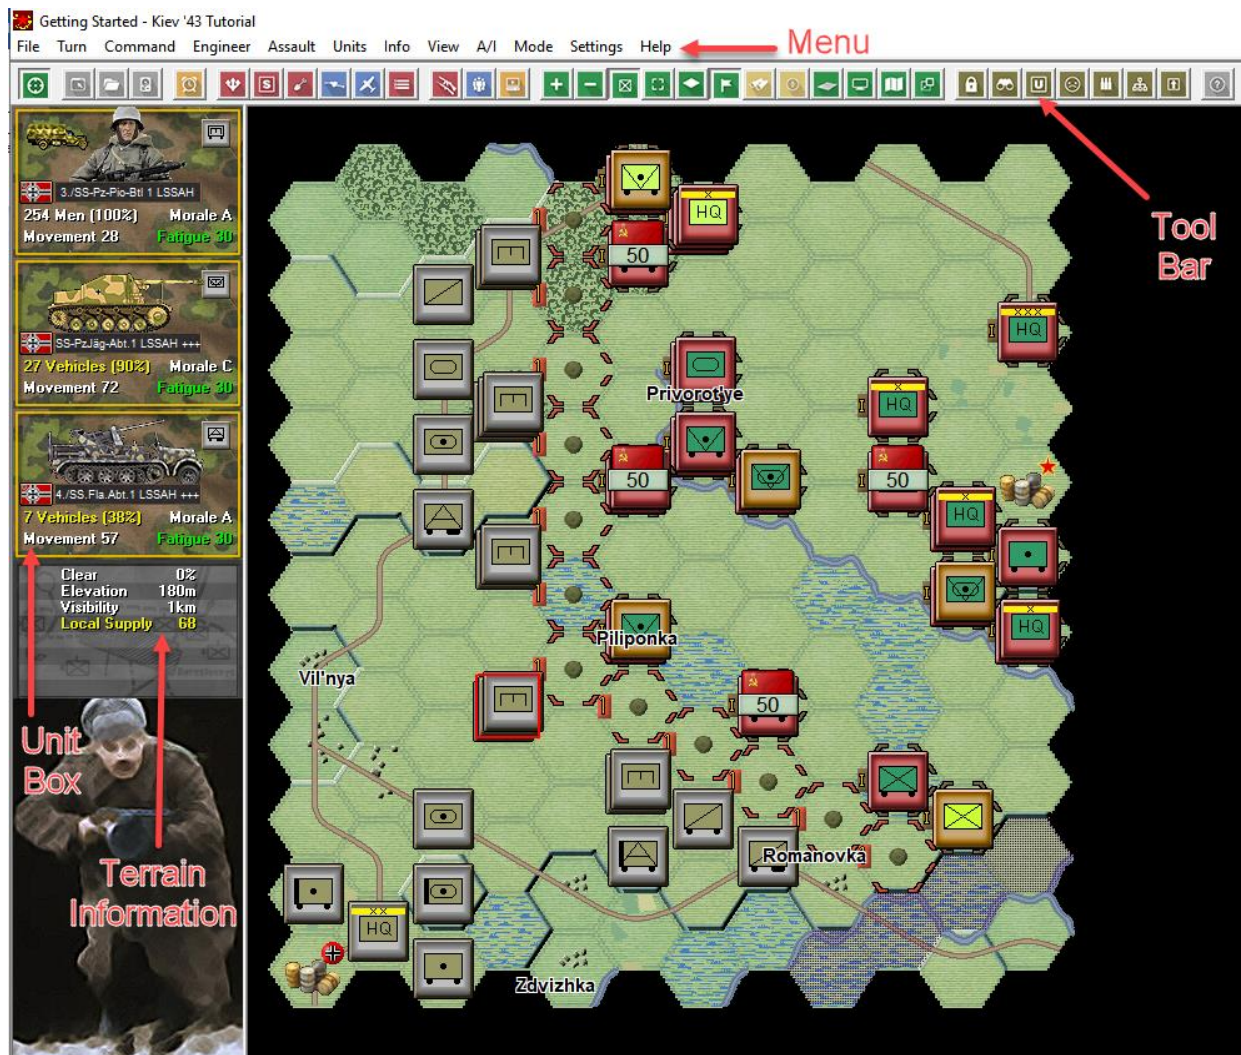 Getting Started - Kiev '43 Tutorial
File Turn Command Engineer Assault Units Info View A/I Mode Settings Help
Menu
S
U
Tool
Bar
3./SS-Pz-Pio-Btl 1 LSSAH
254 Men (100%) Morale A
Movement 28 Fatigue 30
SS-PzJäg-Abt.1 LSSAH +++
27 Vehicles (90%) Morale C
Movement 72 Fatigue 30
4./SS.Fla.Abt.1 LSSAH +++
7 Vehicles (38%) Morale A
Movement 57 Fatigue 30
Clear 0%
Elevation 180m
Visibility 1km
Local Supply 68
Unit
Box
Terrain
Information
HQ
50
HQ
Privorot'ye
HQ
50
50
HQ
HQ
Piliponka
Vil'nya
50
Romanovka
HQ
Zdvizhka